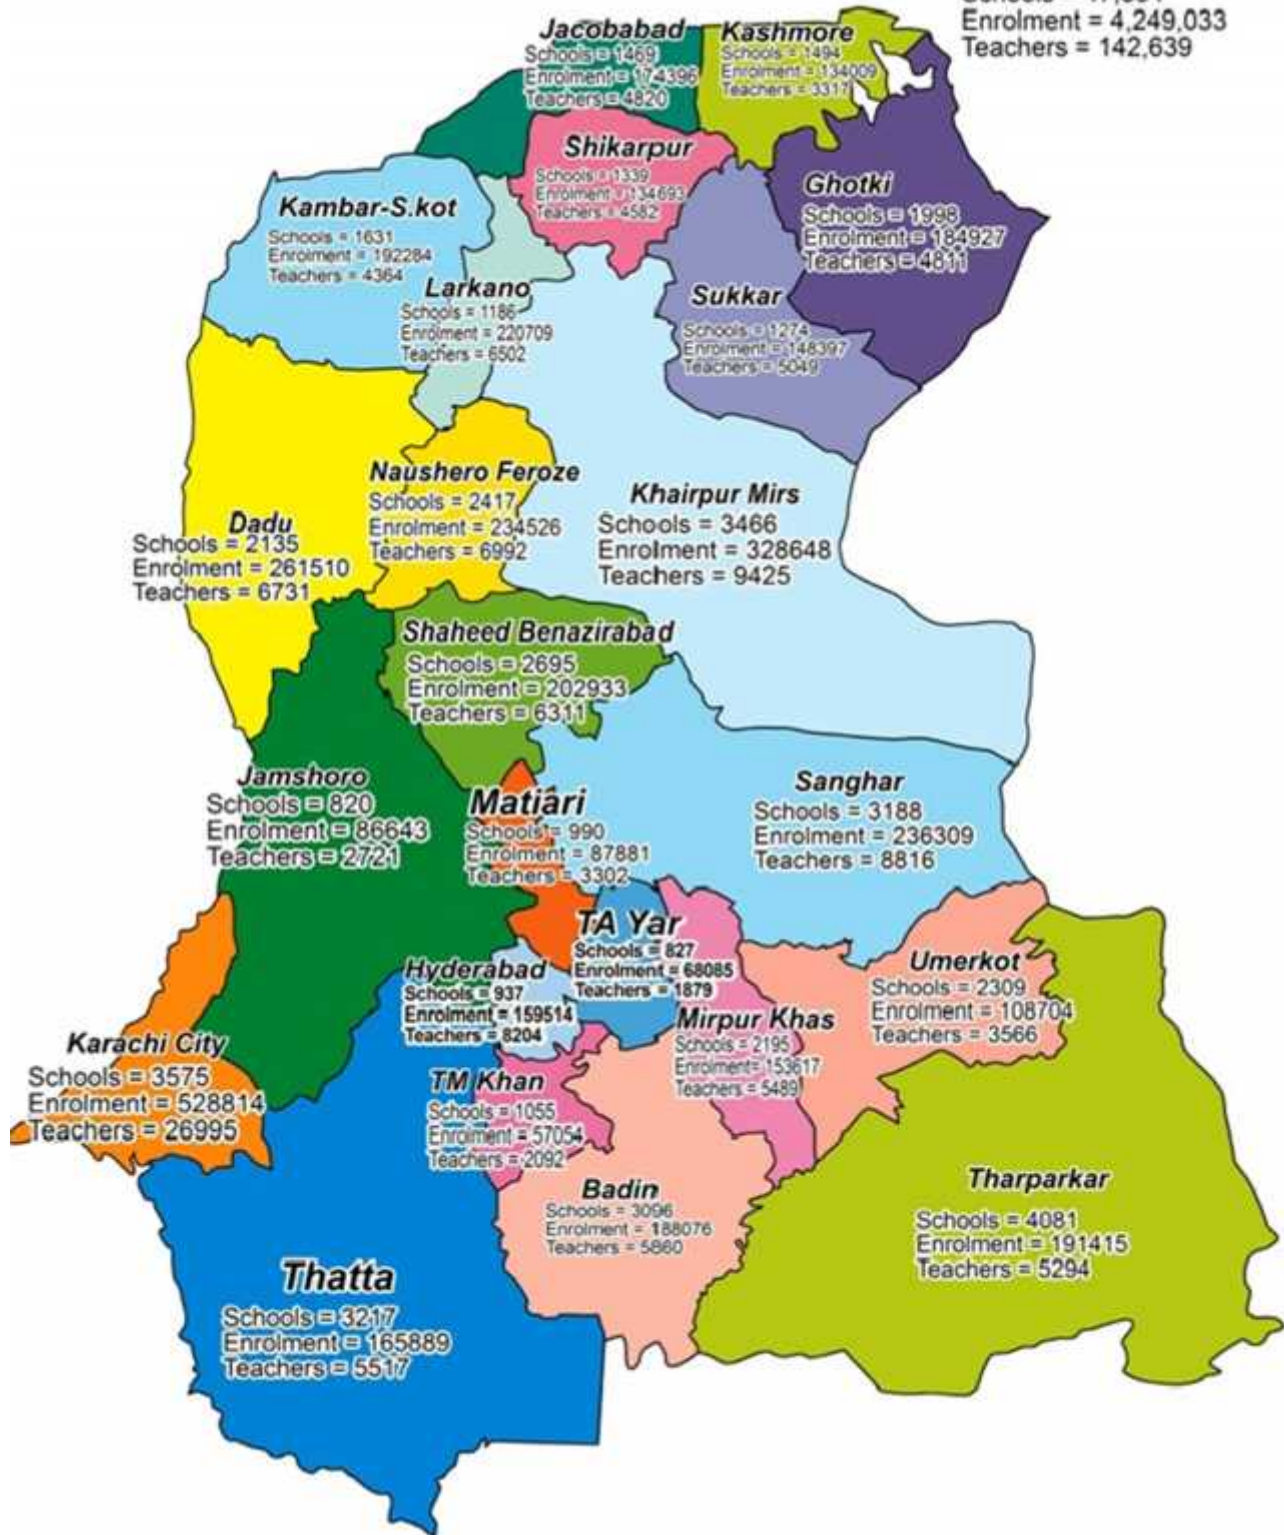 Enrolment = 4,249,033
Teachers = 142,639
Jacobabad
Schools = 1469
Enrolment = 174396
Teachers = 4820
Kashmore
Schools = 1494
Enrolment = 134009
Teachers = 3317
Shikarpur
Schools = 1339
Enrolment = 134693
Teachers = 4582
Ghotki
Schools = 1998
Enrolment = 184927
Teachers = 4811
Kambar-S.kot
Schools = 1631
Enrolment = 192284
Teachers = 4364
Larkano
Schools = 1186
Enrolment = 220709
Teachers = 6502
Sukkar
Schools = 1274
Enrolment = 148397
Teachers = 5049
Naushero Feroze
Schools = 2417
Enrolment = 234526
Teachers = 6992
Khairpur Mirs
Schools = 3466
Enrolment = 328648
Teachers = 9425
Dadu
Schools = 2135
Enrolment = 261510
Teachers = 6731
Shaheed Benazirabad
Schools = 2695
Enrolment = 202933
Teachers = 6311
Jamshoro
Schools = 820
Enrolment = 86643
Teachers = 2721
Matiari
Schools = 990
Enrolment = 87881
Teachers = 3302
Sanghar
Schools = 3188
Enrolment = 236309
Teachers = 8816
TA Yar
Schools = 827
Enrolment = 68085
Teachers = 1879
Hyderabad
Schools = 937
Enrolment = 159514
Teachers = 8204
Umerkot
Schools = 2309
Enrolment = 108704
Teachers = 3566
Mirpur Khas
Schools = 2195
Enrolment= 153617
Teachers = 5489
Karachi City
Schools = 3575
Enrolment = 528814
Teachers = 26995
TM Khan
Schools = 1055
Enrolment = 57054
Teachers = 2092
Badin
Schools = 3096
Enrolment = 188076
Teachers = 5860
Tharparkar
Schools = 4081
Enrolment = 191415
Teachers = 5294
Thatta
Schools = 3217
Enrolment = 165889
Teachers = 5517